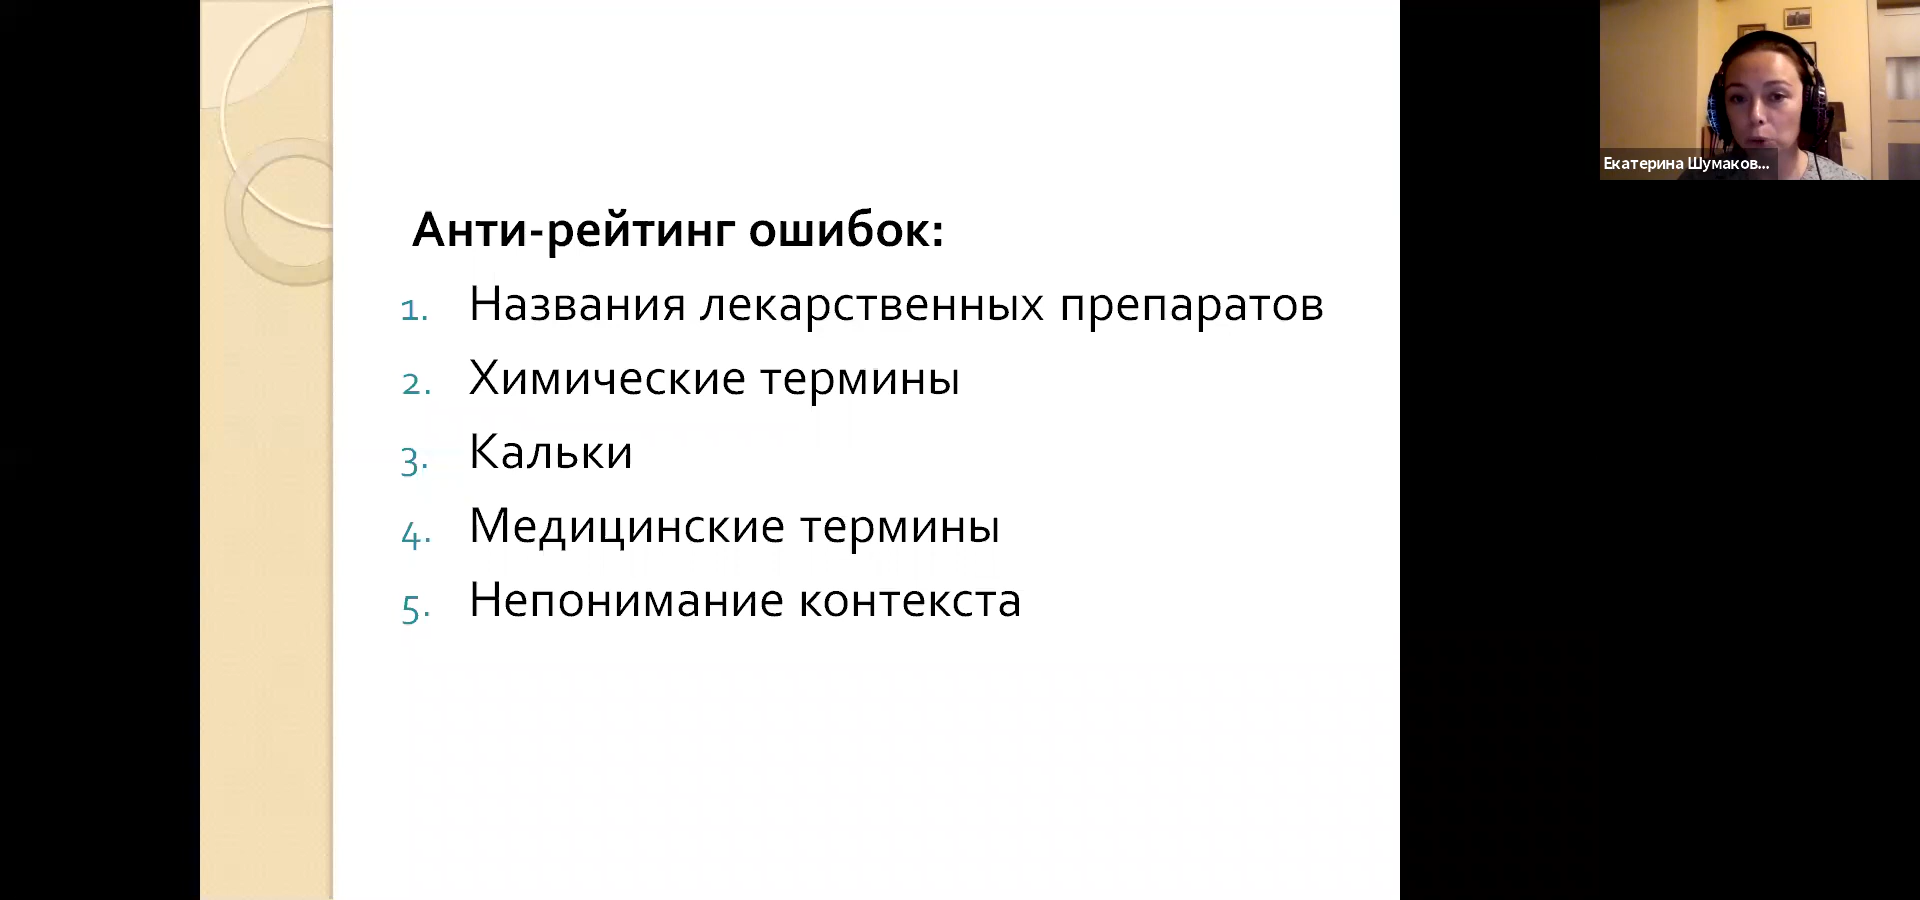 Анти-рейтинг ошибок:
1. Названия лекарственных препаратов
2. Химические термины
3. Кальки
4. Медицинские термины
5. Непонимание контекста
Екатерина Шумаков...